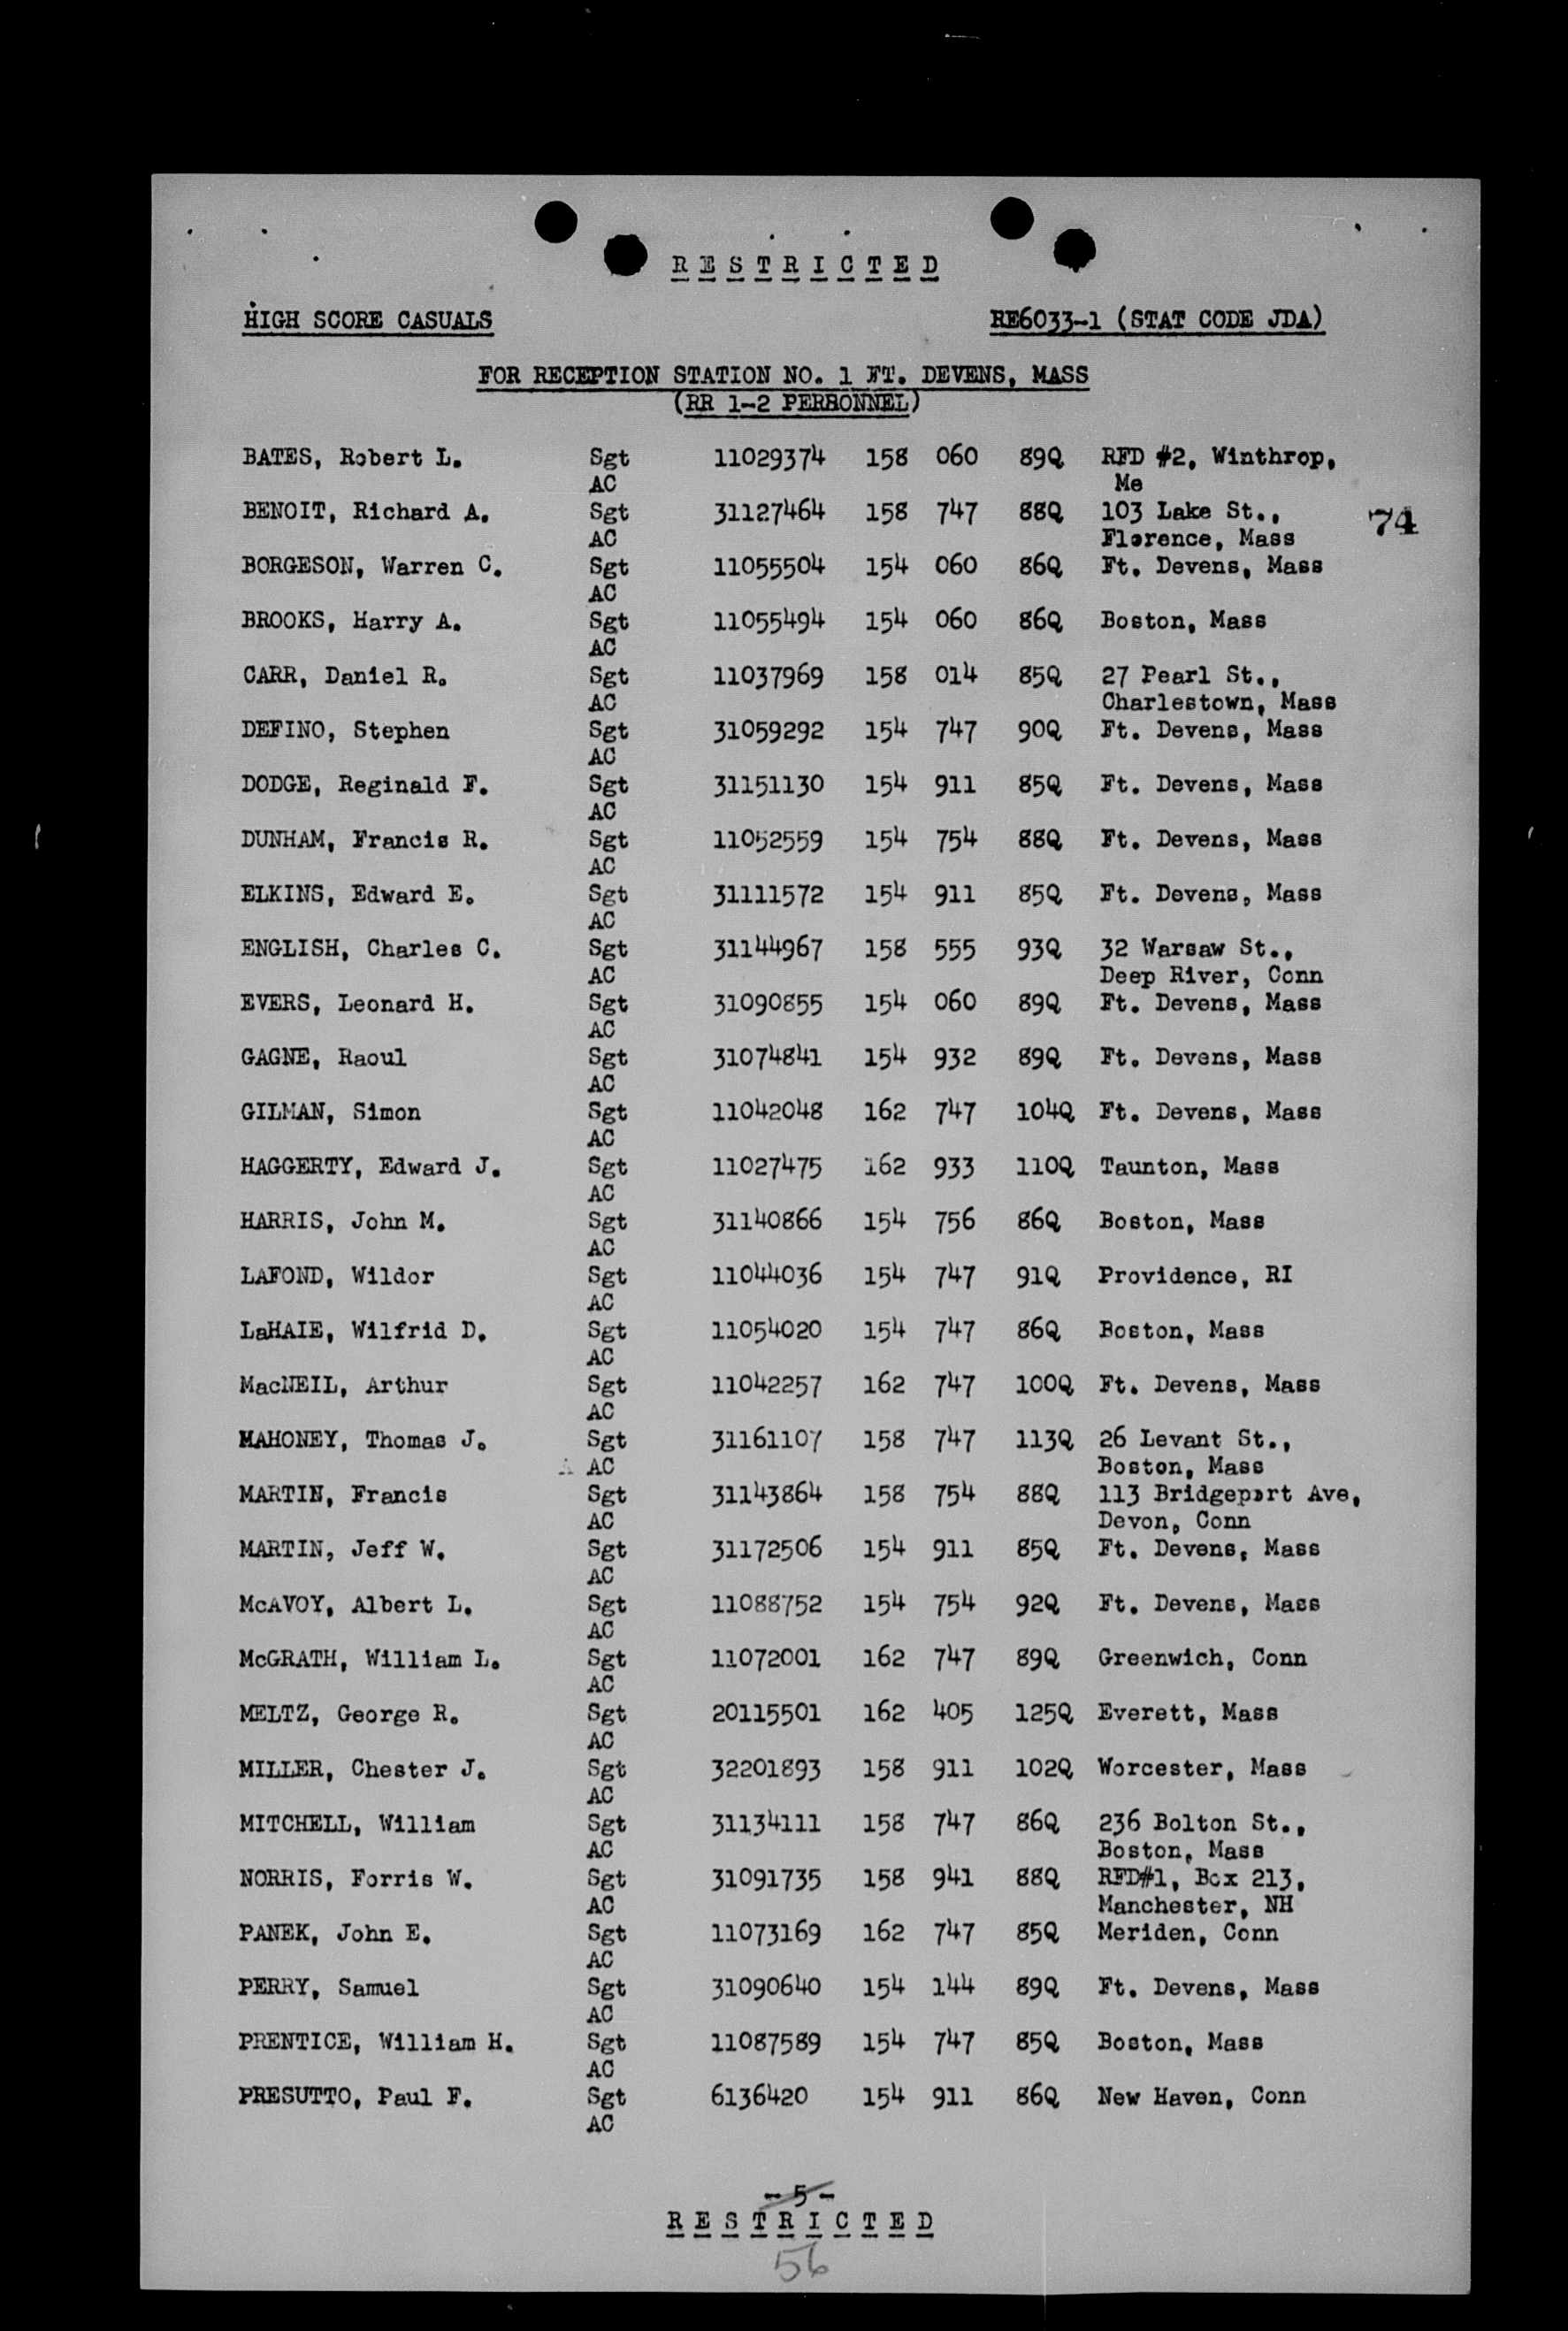 R E S T R I C T E D
HIGH SCORE CASUALS RE6033-1 (STAT CODE JDA)
FOR RECEPTION STATION NO. 1 FT. DEVENS, MASS
(RR 1-2 PERSONNEL)
BATES, Robert L. Sgt 11029374 158 060 89Q RFD #2, Winthrop,
AC Me
BENOIT, Richard A. Sgt 31127464 158 747 88Q 103 Lake St.,
74
AC Florence, Mass
BORGESON, Warren C. Sgt 11055504 154 060 86Q Ft. Devens, Mass
AC
BROOKS, Harry A. Sgt 11055494 154 060 86Q Boston, Mass
AC
CARR, Daniel R. Sgt 11037969 158 014 85Q 27 Pearl St.,
AC Charlestown, Mass
DEFINO, Stephen Sgt 31059292 154 747 90Q Ft. Devens, Mass
AC
DODGE, Reginald F. Sgt 31151130 154 911 85Q Ft. Devens, Mass
AC
DUNHAM, Francis R. Sgt 11052559 154 754 88Q Ft. Devens, Mass
AC
ELKINS, Edward E. Sgt 31111572 154 911 85Q Ft. Devens, Mass
AC
ENGLISH, Charles C. Sgt 31144967 158 555 93Q 32 Warsaw St.,
AC Deep River, Conn
EVERS, Leonard H. Sgt 31090855 154 060 89Q Ft. Devens, Mass
AC
GAGNE, Raoul Sgt 31074841 154 932 89Q Ft. Devens, Mass
AC
GILMAN, Simon Sgt 11042048 162 747 104Q Ft. Devens, Mass
AC
HAGGERTY, Edward J. Sgt 11027475 162 933 110Q Taunton, Mass
AC
HARRIS, John M. Sgt 31140866 154 756 86Q Boston, Mass
AC
LAFOND, Wildor Sgt 11044036 154 747 91Q Providence, RI
AC
LaHAIE, Wilfrid D. Sgt 11054020 154 747 86Q Boston, Mass
AC
MacNEIL, Arthur Sgt 11042257 162 747 100Q Ft. Devens, Mass
AC
MAHONEY, Thomas J. Sgt 31161107 158 747 113Q 26 Levant St.,
AC Boston, Mass
MARTIN, Francis Sgt 31143864 158 754 88Q 113 Bridgeport Ave,
AC Devon, Conn
MARTIN, Jeff W. Sgt 31172506 154 911 85Q Ft. Devens, Mass
AC
McAVOY, Albert L. Sgt 11088752 154 754 92Q Ft. Devens, Mass
AC
McGRATH, William L. Sgt 11072001 162 747 89Q Greenwich, Conn
AC
MELTZ, George R. Sgt 20115501 162 405 125Q Everett, Mass
AC
MILLER, Chester J. Sgt 32201893 158 911 102Q Worcester, Mass
AC
MITCHELL, William Sgt 31134111 158 747 86Q 236 Bolton St.,
AC Boston, Mass
NORRIS, Forris W. Sgt 31091735 158 941 88Q RFD#1, Box 213,
AC Manchester, NH
PANEK, John E. Sgt 11073169 162 747 85Q Meriden, Conn
AC
PERRY, Samuel Sgt 31090640 154 144 89Q Ft. Devens, Mass
AC
PRENTICE, William H. Sgt 11087589 154 747 85Q Boston, Mass
AC
PRESUTTO, Paul F. Sgt 6136420 154 911 86Q New Haven, Conn
AC
- 5 -
R E S T R I C T E D
56